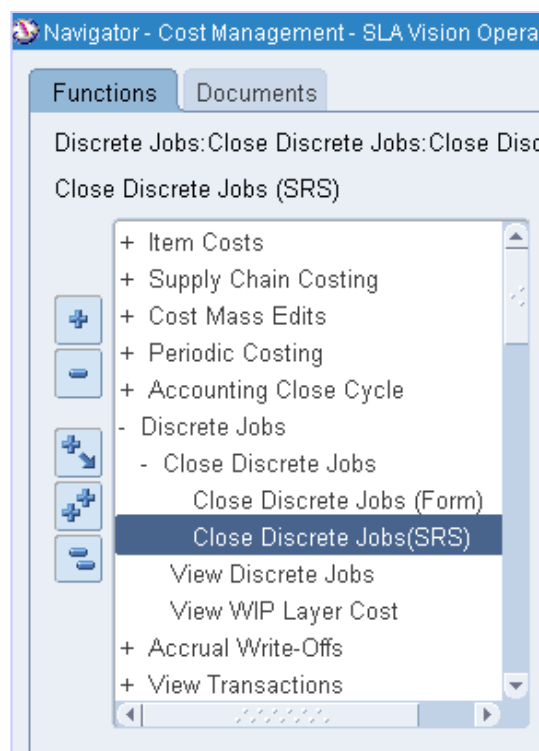 Navigator - Cost Management - SLA Vision Opera
Functions Documents
Discrete Jobs:Close Discrete Jobs:Close Disc
Close Discrete Jobs (SRS)
+ Item Costs
+ Supply Chain Costing
+ Cost Mass Edits
+ Periodic Costing
+ Accounting Close Cycle
- Discrete Jobs
- Close Discrete Jobs
Close Discrete Jobs (Form)
Close Discrete Jobs(SRS)
View Discrete Jobs
View WIP Layer Cost
+ Accrual Write-Offs
+ View Transactions